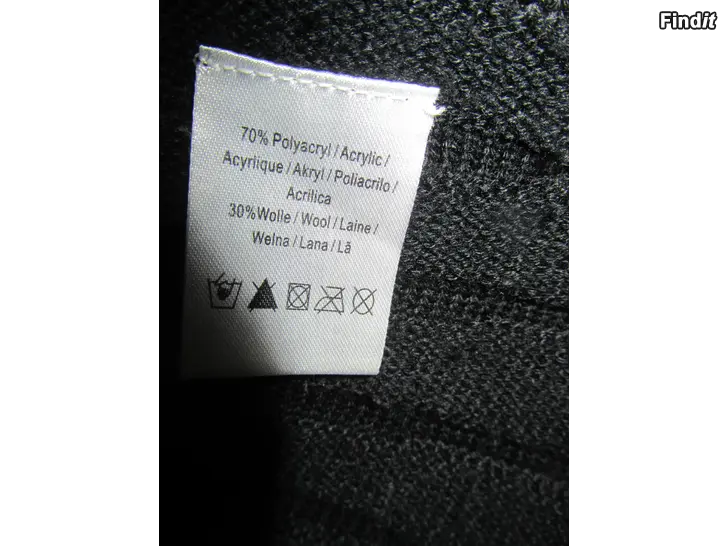 Findit
70% Polyacryl / Acrylic /
Acyrlique / Akryl / Poliacrilo /
Acrilica
30%Wolle / Wool / Laine /
Welna / Lana / Lã